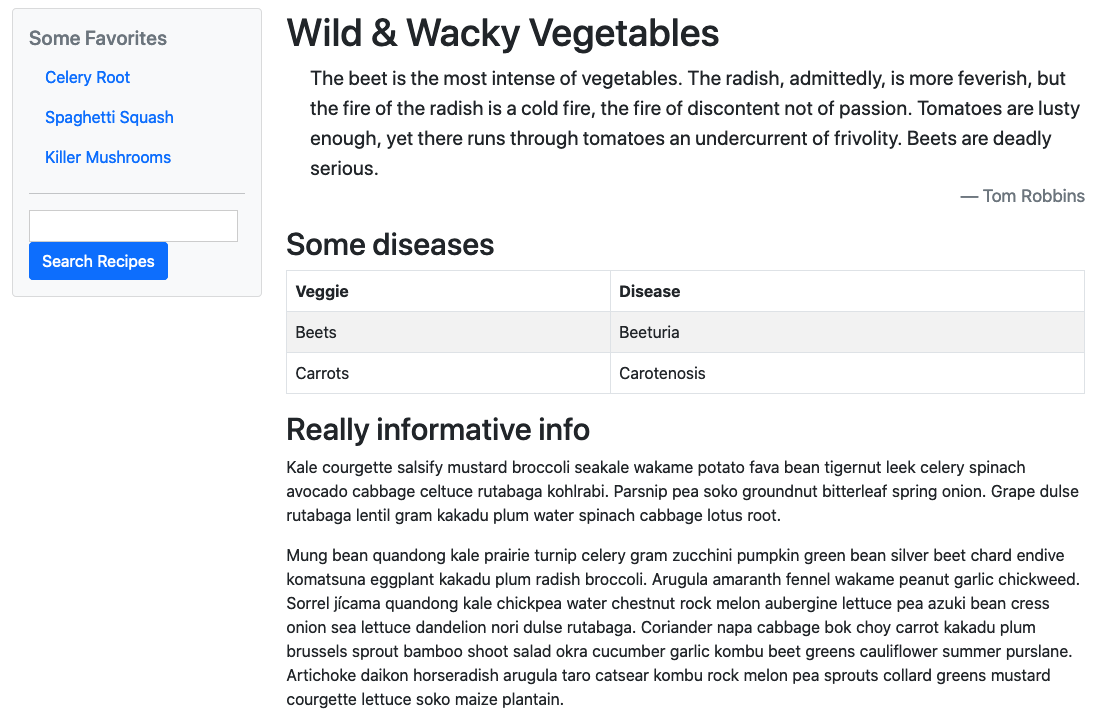 Some Favorites
Celery Root
Spaghetti Squash
Killer Mushrooms
Search Recipes
Wild & Wacky Vegetables
The beet is the most intense of vegetables. The radish, admittedly, is more feverish, but
the fire of the radish is a cold fire, the fire of discontent not of passion. Tomatoes are lusty
enough, yet there runs through tomatoes an undercurrent of frivolity. Beets are deadly
serious.
— Tom Robbins
Some diseases
Veggie Disease
Beets Beeturia
Carrots Carotenosis
Really informative info
Kale courgette salsify mustard broccoli seakale wakame potato fava bean tigernut leek celery spinach
avocado cabbage celtuce rutabaga kohlrabi. Parsnip pea soko groundnut bitterleaf spring onion. Grape dulse
rutabaga lentil gram kakadu plum water spinach cabbage lotus root.
Mung bean quandong kale prairie turnip celery gram zucchini pumpkin green bean silver beet chard endive
komatsuna eggplant kakadu plum radish broccoli. Arugula amaranth fennel wakame peanut garlic chickweed.
Sorrel jícama quandong kale chickpea water chestnut rock melon aubergine lettuce pea azuki bean cress
onion sea lettuce dandelion nori dulse rutabaga. Coriander napa cabbage bok choy carrot kakadu plum
brussels sprout bamboo shoot salad okra cucumber garlic kombu beet greens cauliflower summer purslane.
Artichoke daikon horseradish arugula taro catsear kombu rock melon pea sprouts collard greens mustard
courgette lettuce soko maize plantain.